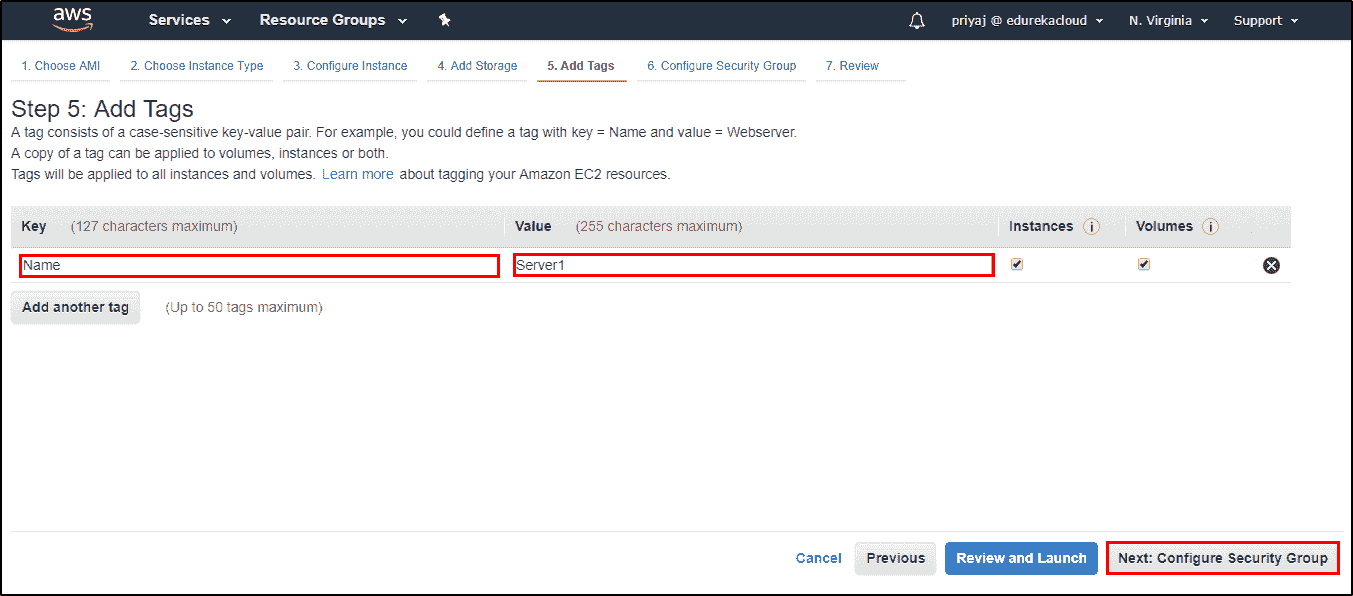 aws Services Resource Groups priyaj @ edurekacloud N. Virginia Support
1. Choose AMI 2. Choose Instance Type 3. Configure Instance 4. Add Storage 5. Add Tags 6. Configure Security Group 7. Review
Step 5: Add Tags
A tag consists of a case-sensitive key-value pair. For example, you could define a tag with key = Name and value = Webserver.
A copy of a tag can be applied to volumes, instances or both.
Tags will be applied to all instances and volumes. Learn more about tagging your Amazon EC2 resources.
Key (127 characters maximum) Value (255 characters maximum) Instances i Volumes i
Name Server1
Add another tag (Up to 50 tags maximum)
Cancel Previous Review and Launch Next: Configure Security Group